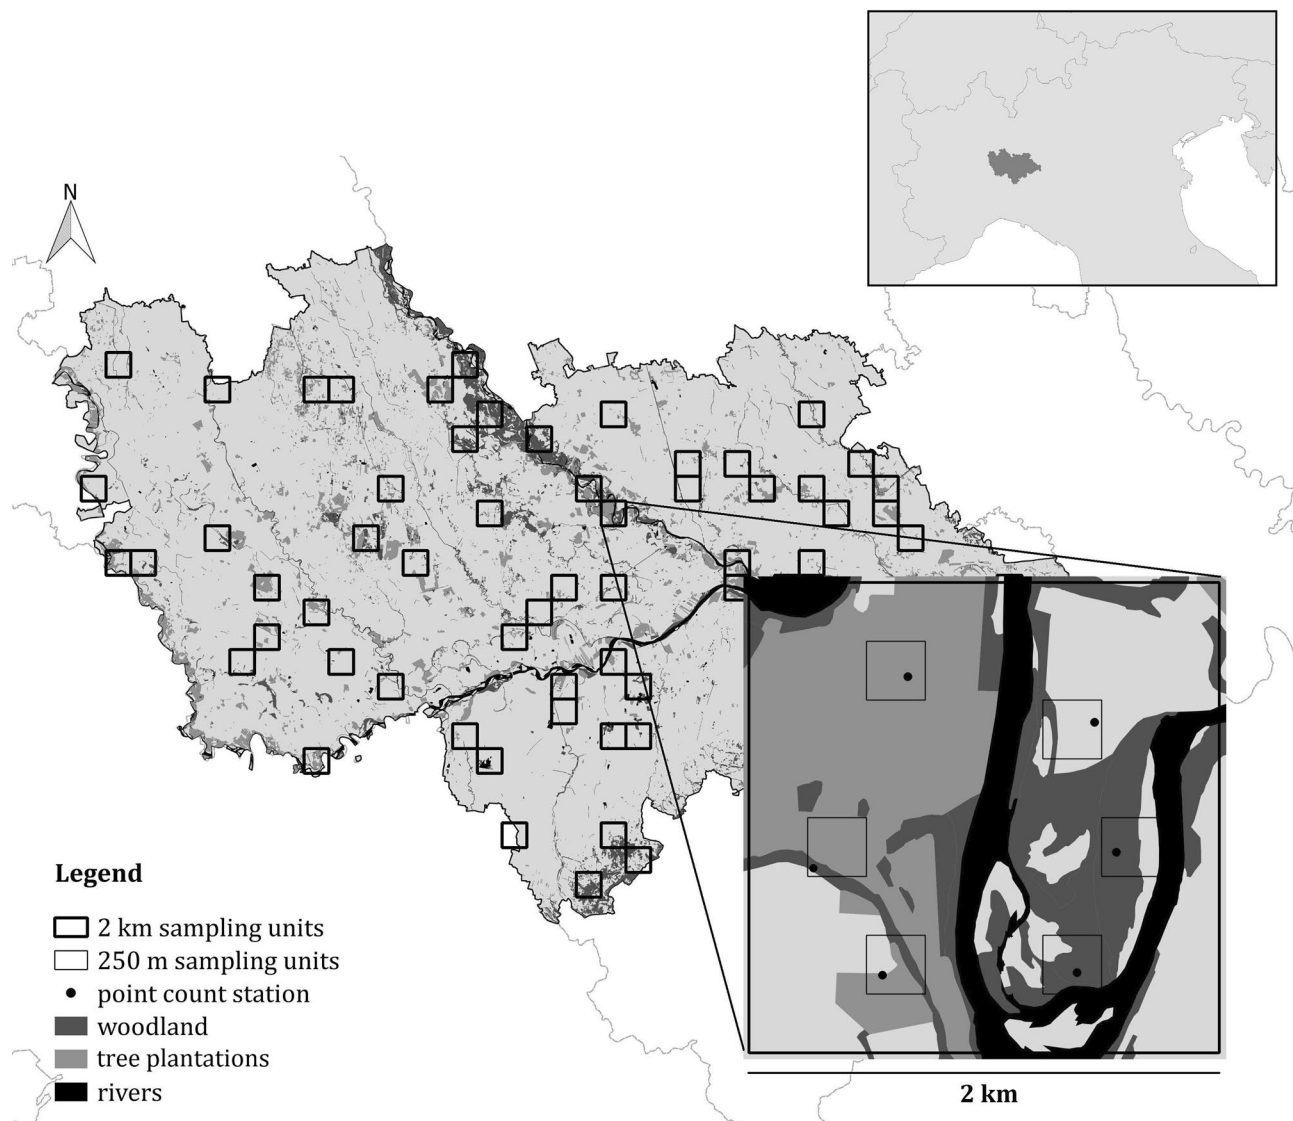 N
Legend
2 km sampling units
250 m sampling units
point count station
woodland
tree plantations
rivers
2 km